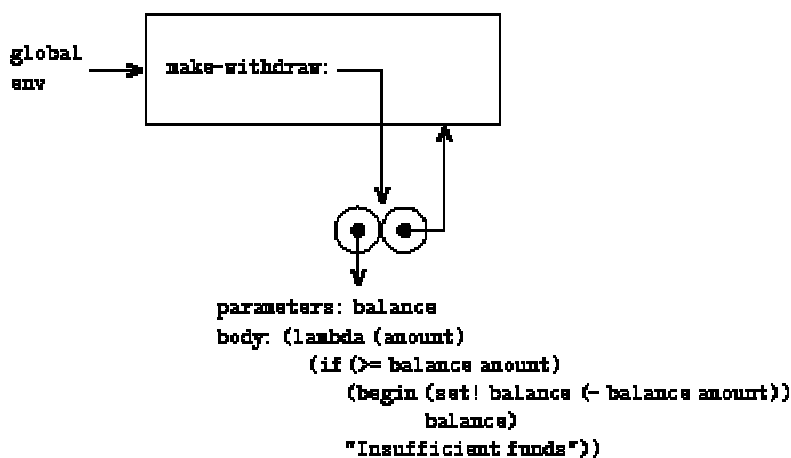 global
env
make-withdraw:
parameters: balance
body: (lambda (amount)
(if (>= balance amount)
(begin (set! balance (- balance amount))
balance)
"Insufficient funds"))